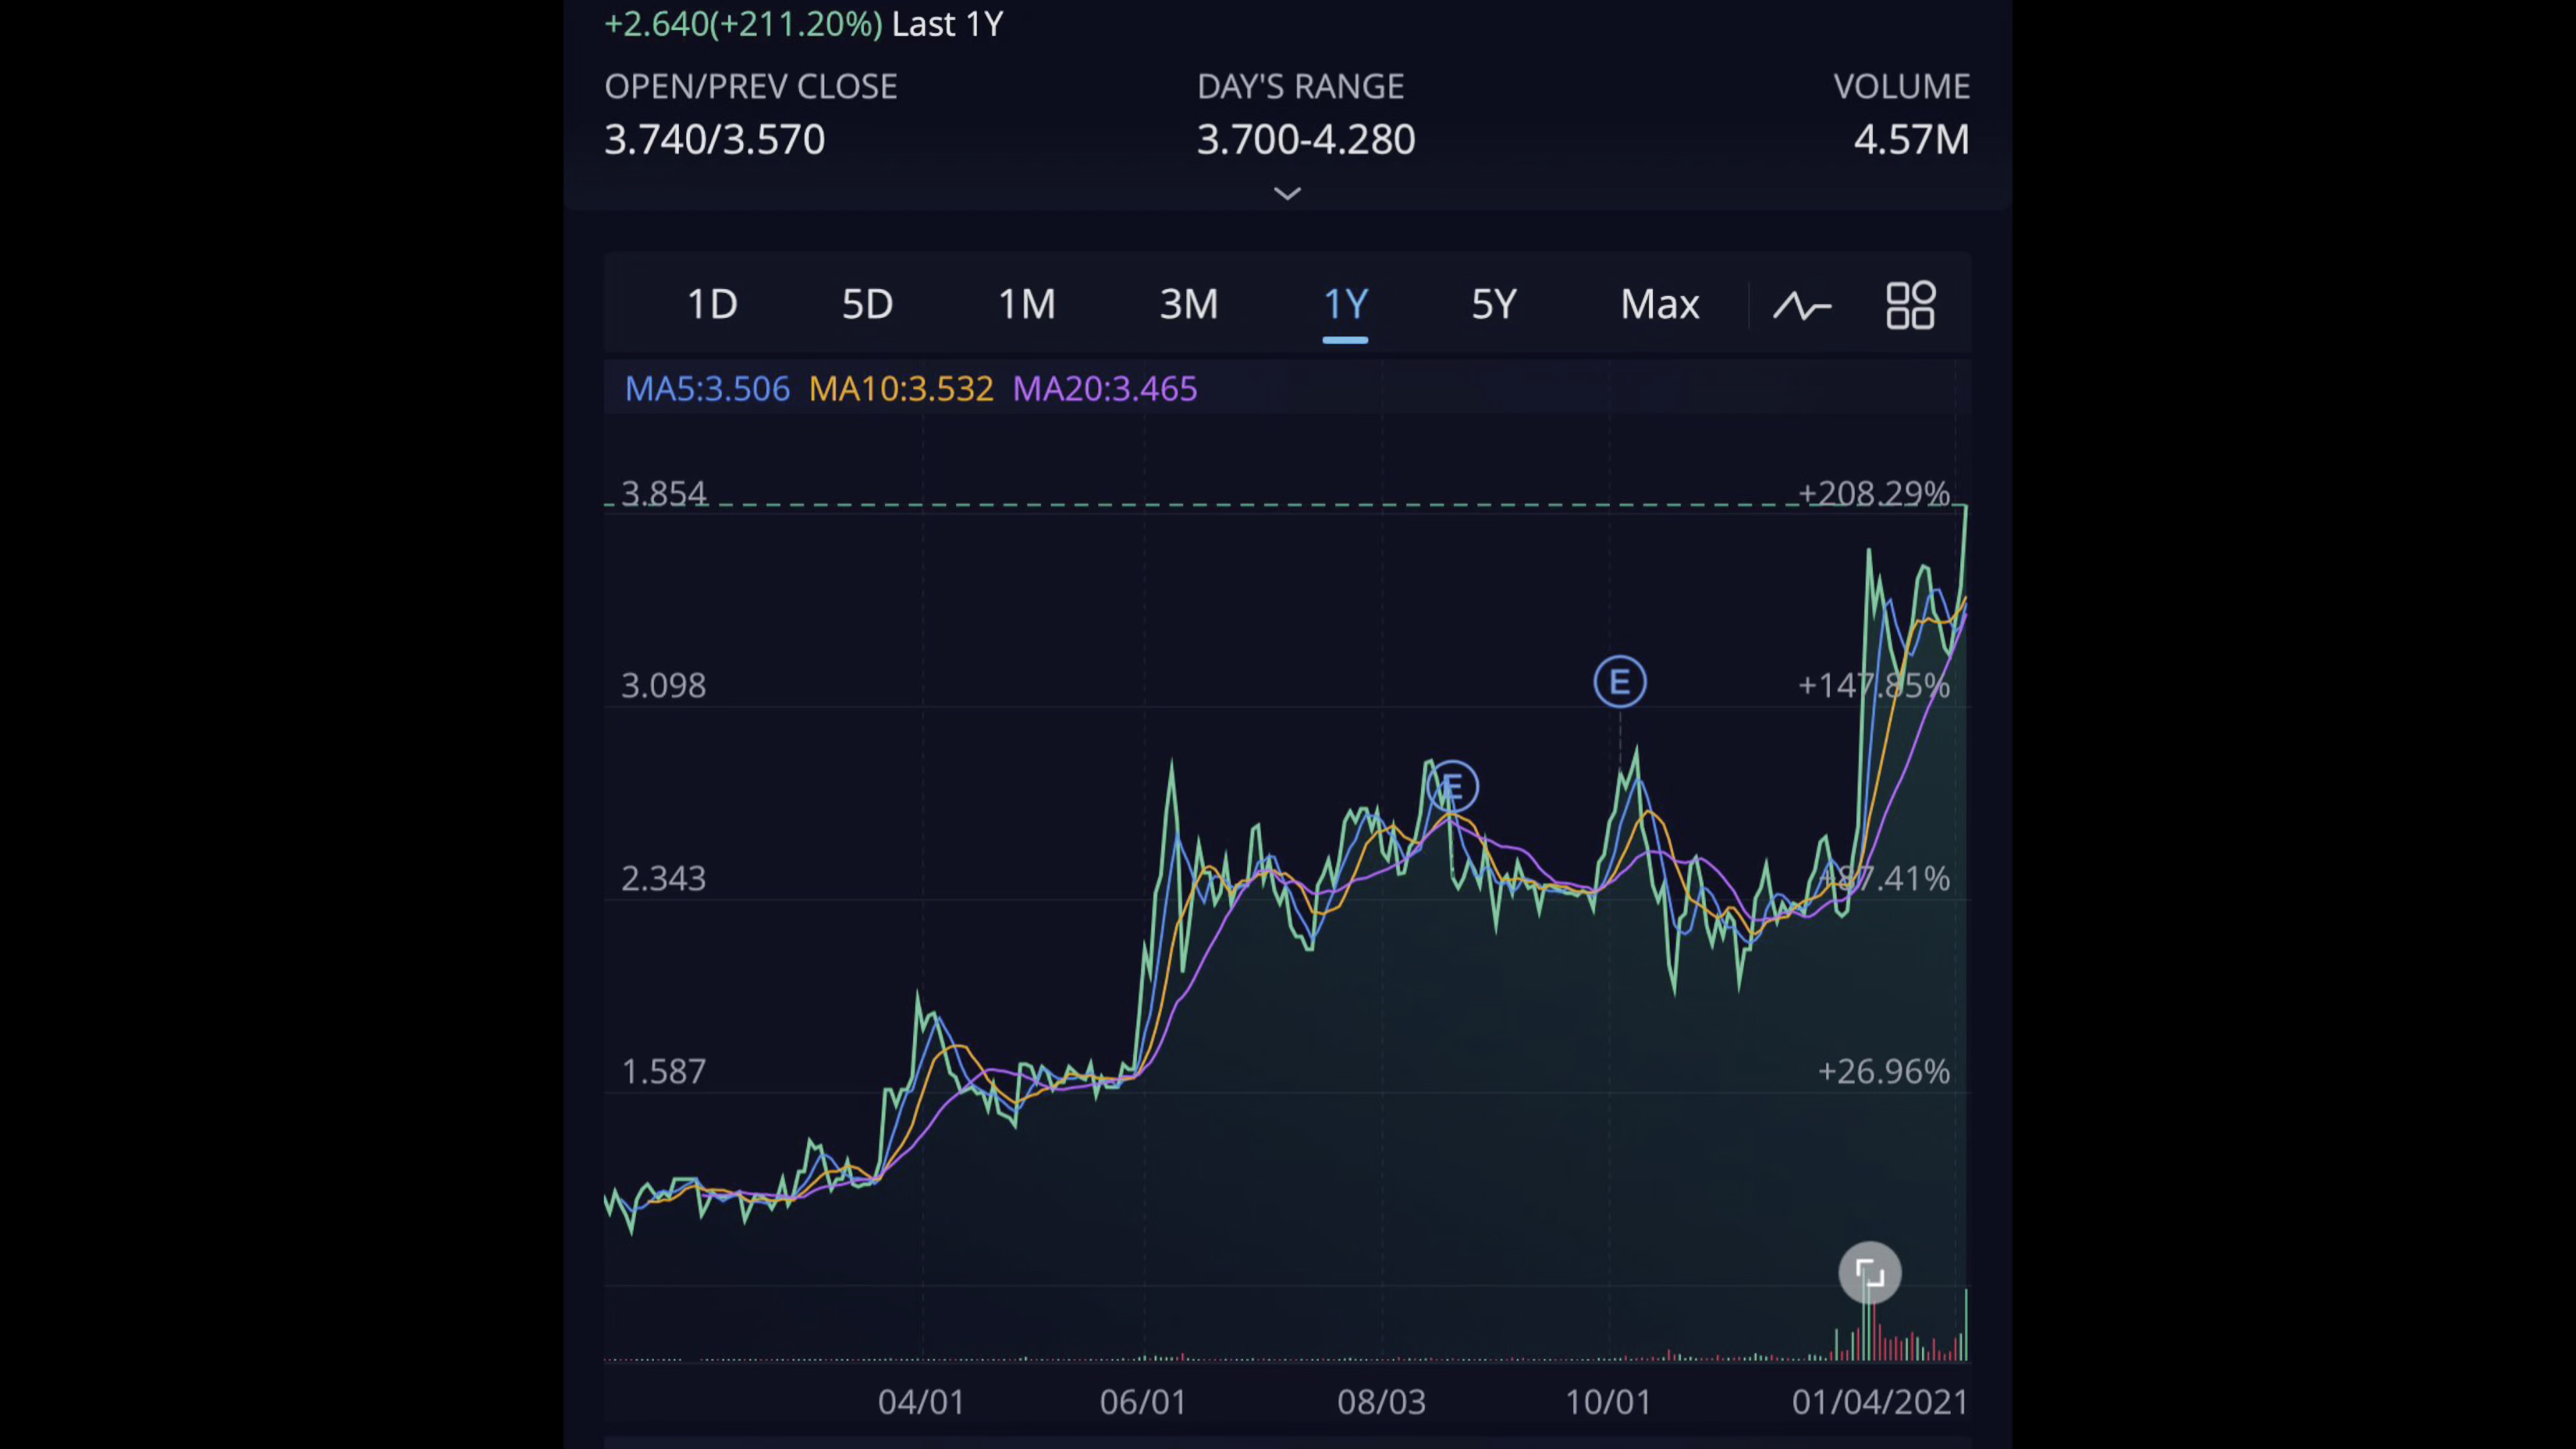 +2.640(+211.20%) Last 1Y
OPEN/PREV CLOSE DAY'S RANGE VOLUME
3.740/3.570 3.700-4.280 4.57M
1D 5D 1M 3M 1Y 5Y Max
MA5:3.506 MA10:3.532 MA20:3.465
3.854 +208.29%
E
3.098 +147.85%
E
2.343 +87.41%
1.587 +26.96%
04/01 06/01 08/03 10/01 01/04/2021